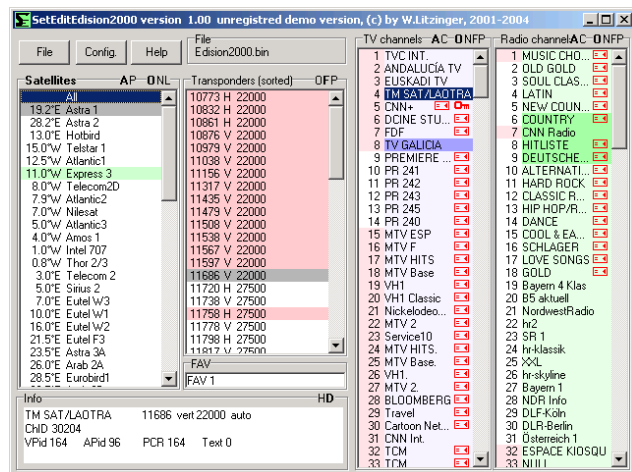 SetEditEdision2000 version 1.00 unregistred demo version, (c) by W.Litzinger, 2001-2004
File
Config.
Help
File
Edision2000.bin
Satellites AP ONL
All
19.2°E Astra 1
28.2°E Astra 2
13.0°E Hotbird
15.0°W Telstar 1
12.5°W Atlantic1
11.0°W Express 3
8.0°W Telecom2D
7.9°W Atlantic2
7.0°W Nilesat
5.0°W Atlantic3
4.0°W Amos 1
1.0°W Intel 707
0.8°W Thor 2/3
3.0°E Telecom 2
5.0°E Sirius 2
7.0°E Eutel W3
10.0°E Eutel W1
16.0°E Eutel W2
21.5°E Eutel F3
23.5°E Astra 3A
26.0°E Arab 2A
28.5°E Eurobird1
Transponders (sorted) OFP
10773 H 22000
10832 H 22000
10861 H 22000
10876 V 22000
10979 V 22000
11038 V 22000
11156 V 22000
11317 V 22000
11435 V 22000
11479 V 22000
11508 V 22000
11538 V 22000
11567 V 22000
11597 V 22000
11686 V 22000
11720 H 27500
11738 V 27500
11758 H 27500
11778 V 27500
11798 H 27500
11817 V 27500
FAV
FAV 1
Info HD
TM SAT/LAOTRA 11686 vert 22000 auto
ChID 30204
VPid 164 APid 96 PCR 164 Text 0
TV channels AC ONFP
1 TVC INT.
2 ANDALUCÍA TV
3 EUSKADI TV
4 TM SAT/LAOTRA
5 CNN+
6 DCINE STU...
7 FDF
8 TV GALICIA
9 PREMIERE ...
10 PR 241
11 PR 242
12 PR 243
13 PR 245
14 PR 240
15 MTV ESP
16 MTV F
17 MTV HITS
18 MTV Base
19 VH1
20 VH1 Classic
21 Nickelodeo...
22 MTV 2
23 Service10
24 MTV HITS.
25 MTV Base.
26 VH1.
27 MTV 2.
28 BLOOMBERG
29 Travel
30 Cartoon Net...
31 CNN Int.
32 TCM
33 TCM
Radio channels AC ONFP
1 MUSIC CHO...
2 OLD GOLD
3 SOUL CLAS...
4 LATIN
5 NEW COUN...
6 COUNTRY
7 CNN Radio
8 HITLISTE
9 DEUTSCHE...
10 ALTERNATI...
11 HARD ROCK
12 CLASSIC R...
13 HIP HOP/R...
14 DANCE
15 COOL & EA...
16 SCHLAGER
17 LOVE SONGS
18 GOLD
19 Bayern 4 Klas
20 B5 aktuell
21 NordwestRadio
22 hr2
23 SR 1
24 hr-klassik
25 XXL
26 hr-skyline
27 Bayern 1
28 NDR Info
29 DLF-Köln
30 DLR-Berlin
31 Österreich 1
32 ESPACE KIOSQU
33 NULL